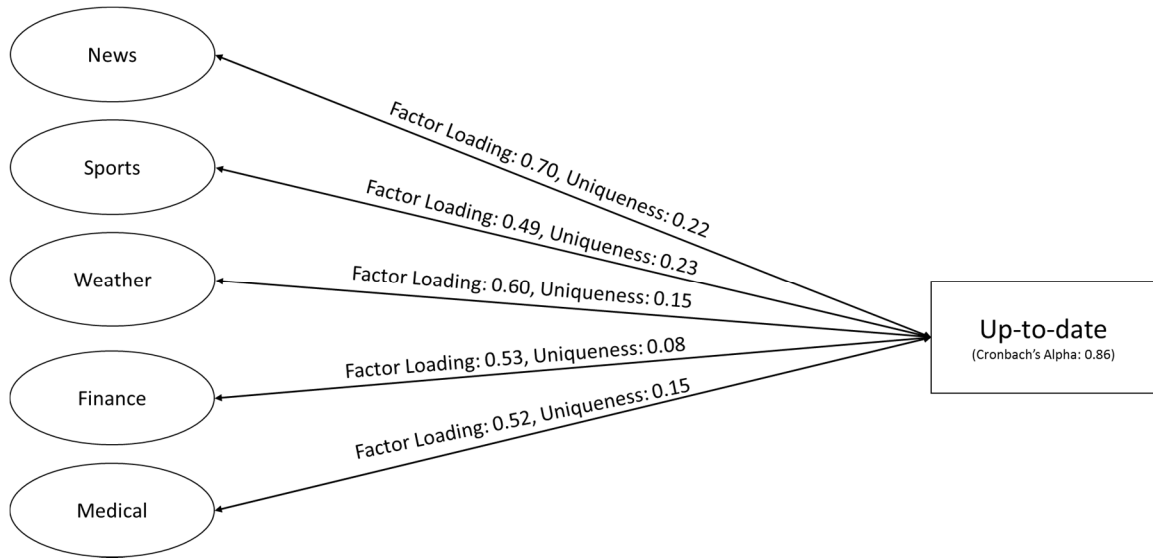 News
Factor Loading: 0.70, Uniqueness: 0.22
Sports
Factor Loading: 0.49, Uniqueness: 0.23
Weather
Factor Loading: 0.60, Uniqueness: 0.15
Up-to-date
(Cronbach's Alpha: 0.86)
Finance
Factor Loading: 0.53, Uniqueness: 0.08
Medical
Factor Loading: 0.52, Uniqueness: 0.15